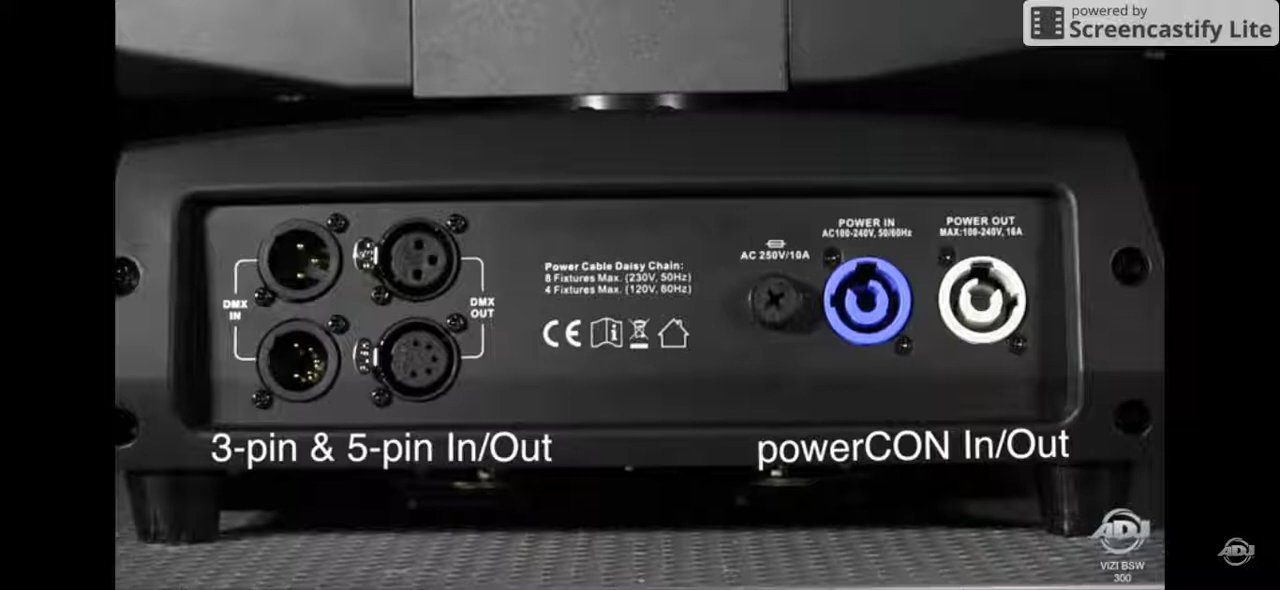 powered by
Screencastify Lite
POWER IN
AC100-240V, 50/60Hz
POWER OUT
MAX:100-240V, 16A
AC 250V/10A
Power Cable Daisy Chain:
8 Fixtures Max. (230V, 50Hz)
4 Fixtures Max. (120V, 60Hz)
DMX
IN
DMX
OUT
CE
3-pin & 5-pin In/Out
powerCON In/Out
ADJ
VIZI BSW
300
ADJ